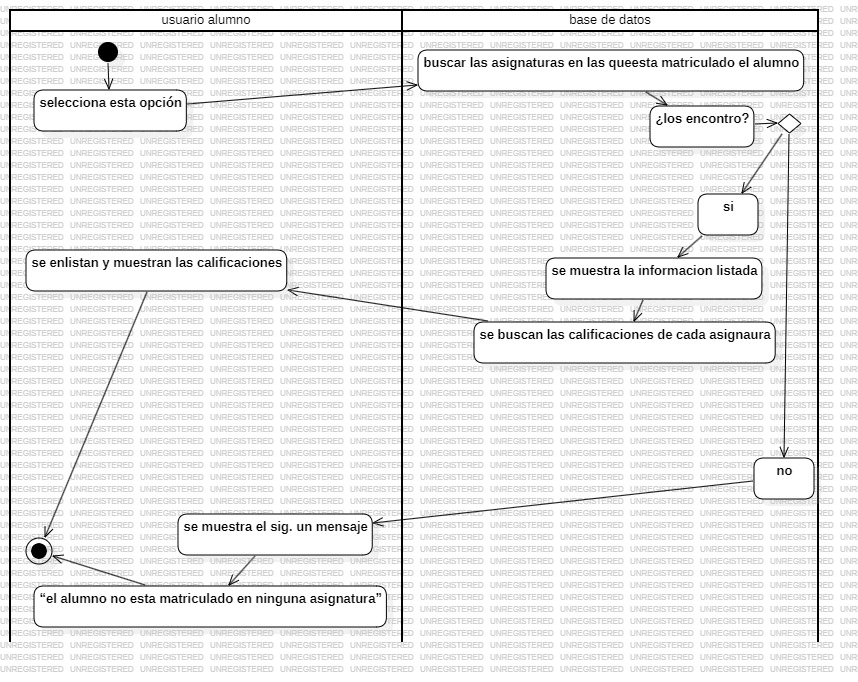 usuario alumno
base de datos
buscar las asignaturas en las queesta matriculado el alumno
selecciona esta opción
¿los encontro?
si
se enlistan y muestran las calificaciones
se muestra la informacion listada
se buscan las calificaciones de cada asignaura
no
se muestra el sig. un mensaje
“el alumno no esta matriculado en ninguna asignatura”
UNREGISTERED